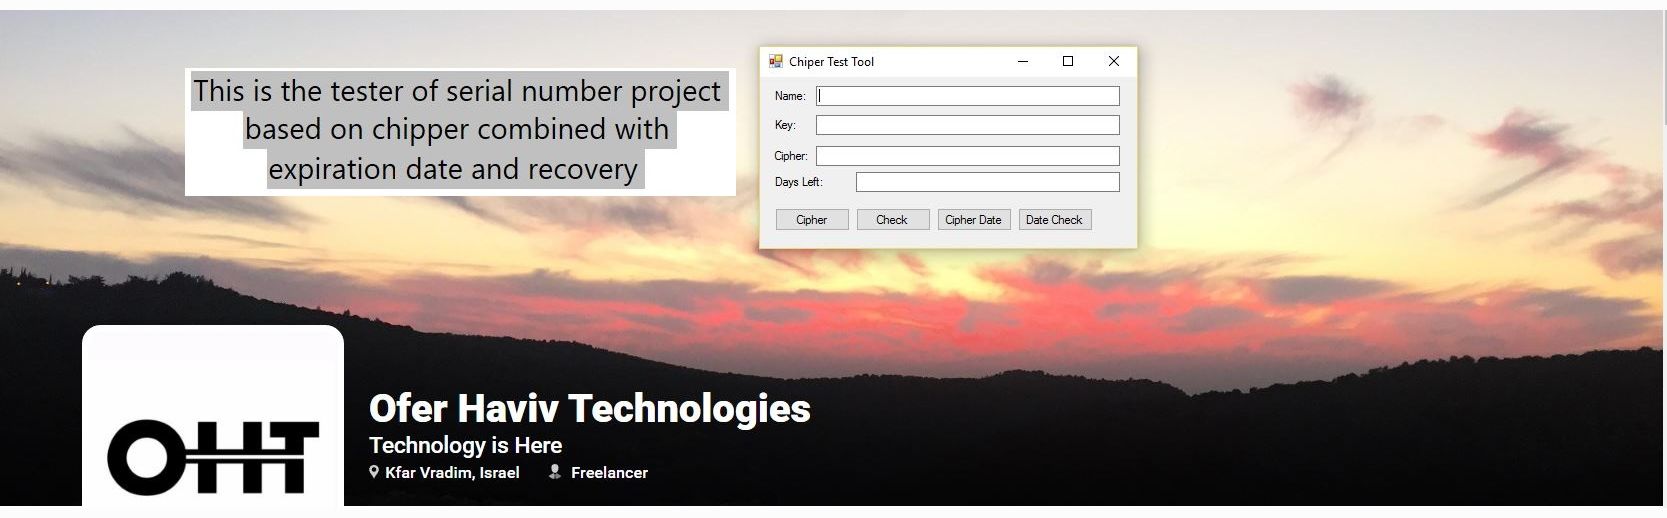 This is the tester of serial number project
based on chipper combined with
expiration date and recovery
Chiper Test Tool
Name:
Key:
Cipher:
Days Left:
Cipher Check Cipher Date Date Check
OHT
Ofer Haviv Technologies
Technology is Here
Kfar Vradim, Israel Freelancer